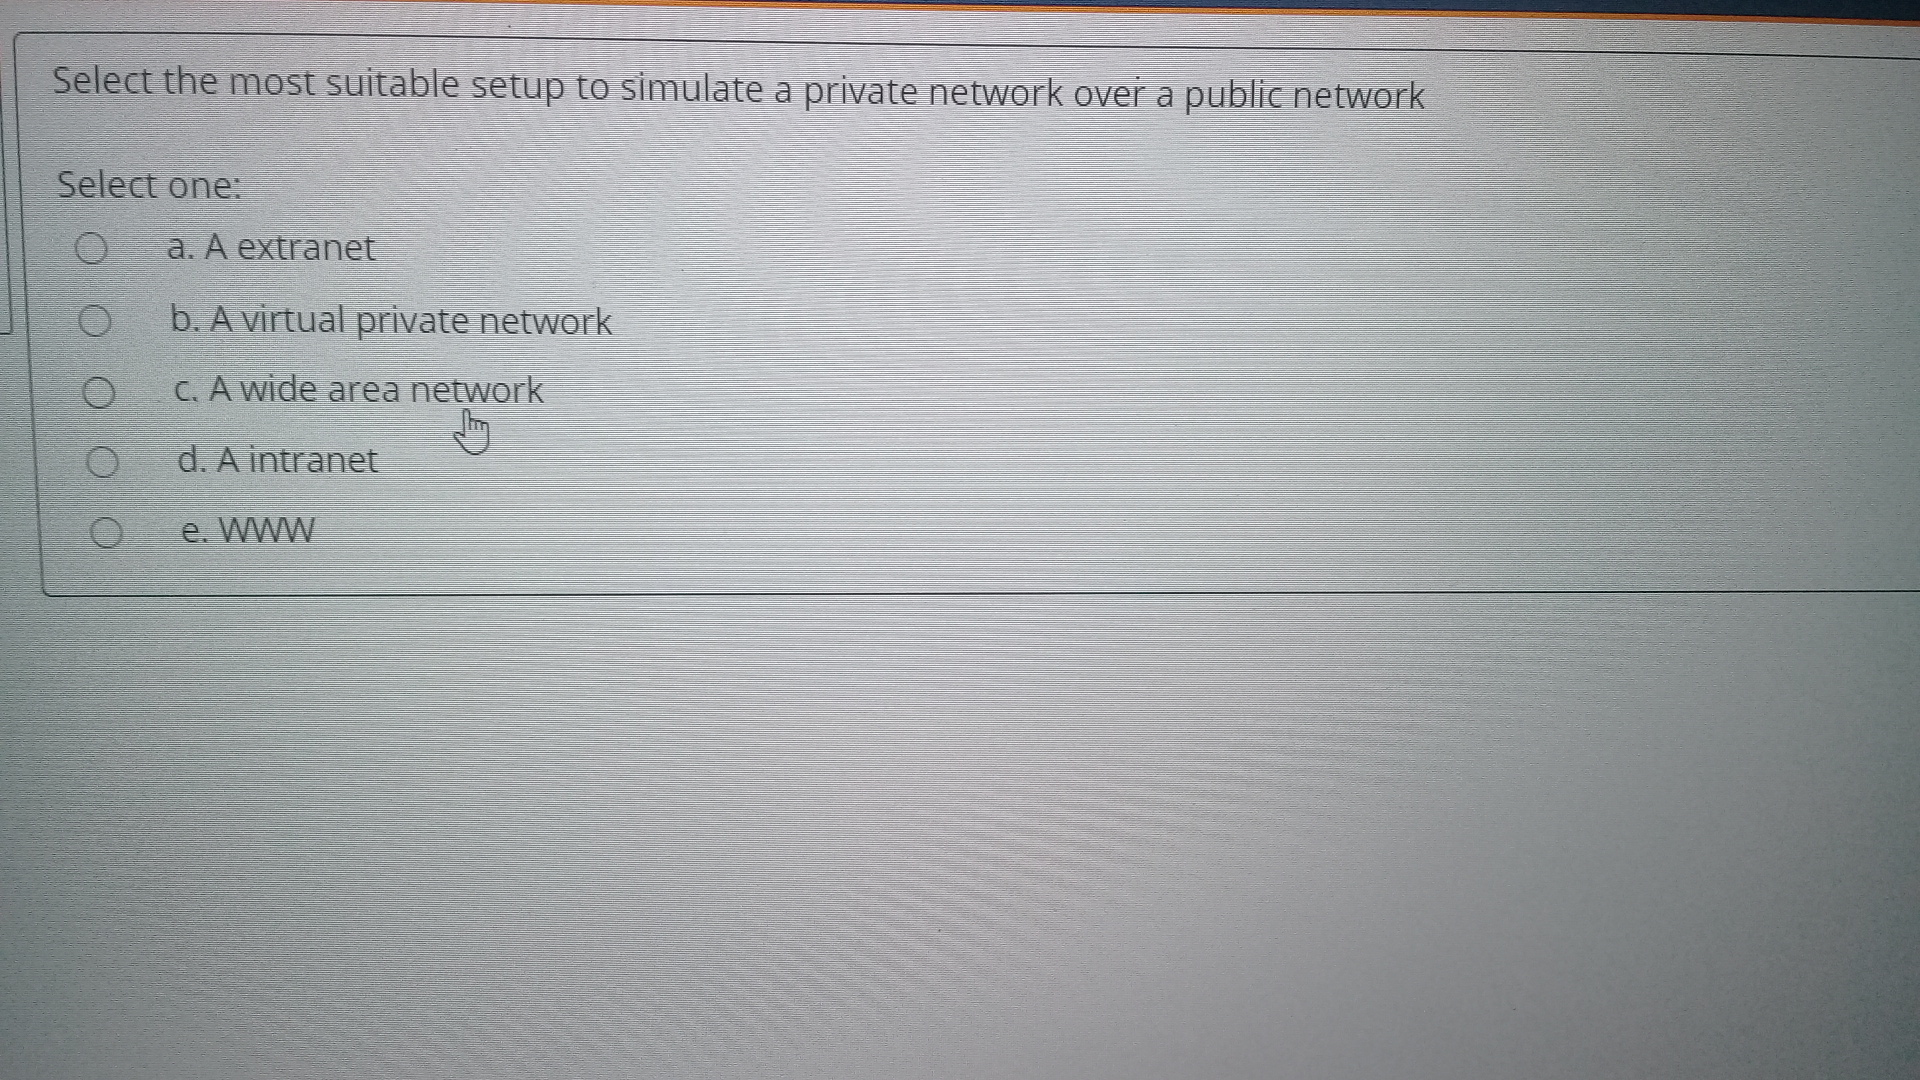 Select the most suitable setup to simulate a private network over a public network
Select one:
a. A extranet
b. A virtual private network
c. A wide area network
d. A intranet
e. WWW